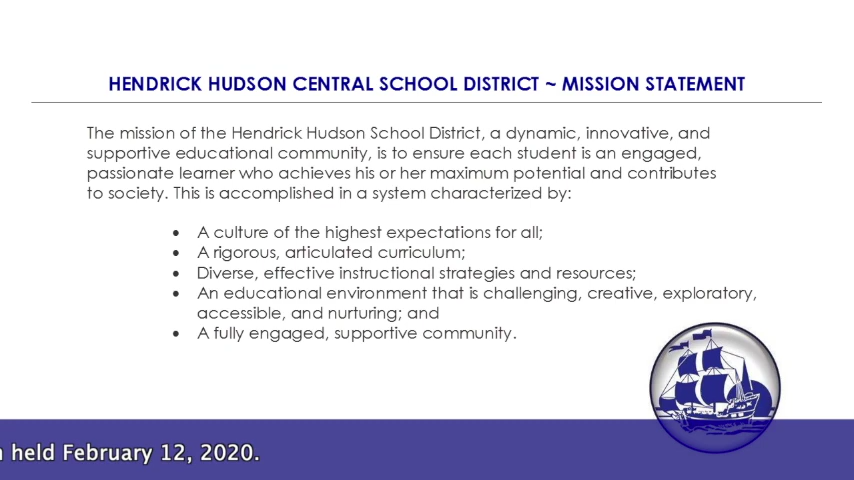 HENDRICK HUDSON CENTRAL SCHOOL DISTRICT ~ MISSION STATEMENT
The mission of the Hendrick Hudson School District, a dynamic, innovative, and
supportive educational community, is to ensure each student is an engaged,
passionate learner who achieves his or her maximum potential and contributes
to society. This is accomplished in a system characterized by:
• A culture of the highest expectations for all;
• A rigorous, articulated curriculum;
• Diverse, effective instructional strategies and resources;
• An educational environment that is challenging, creative, exploratory,
accessible, and nurturing; and
• A fully engaged, supportive community.
held February 12, 2020.